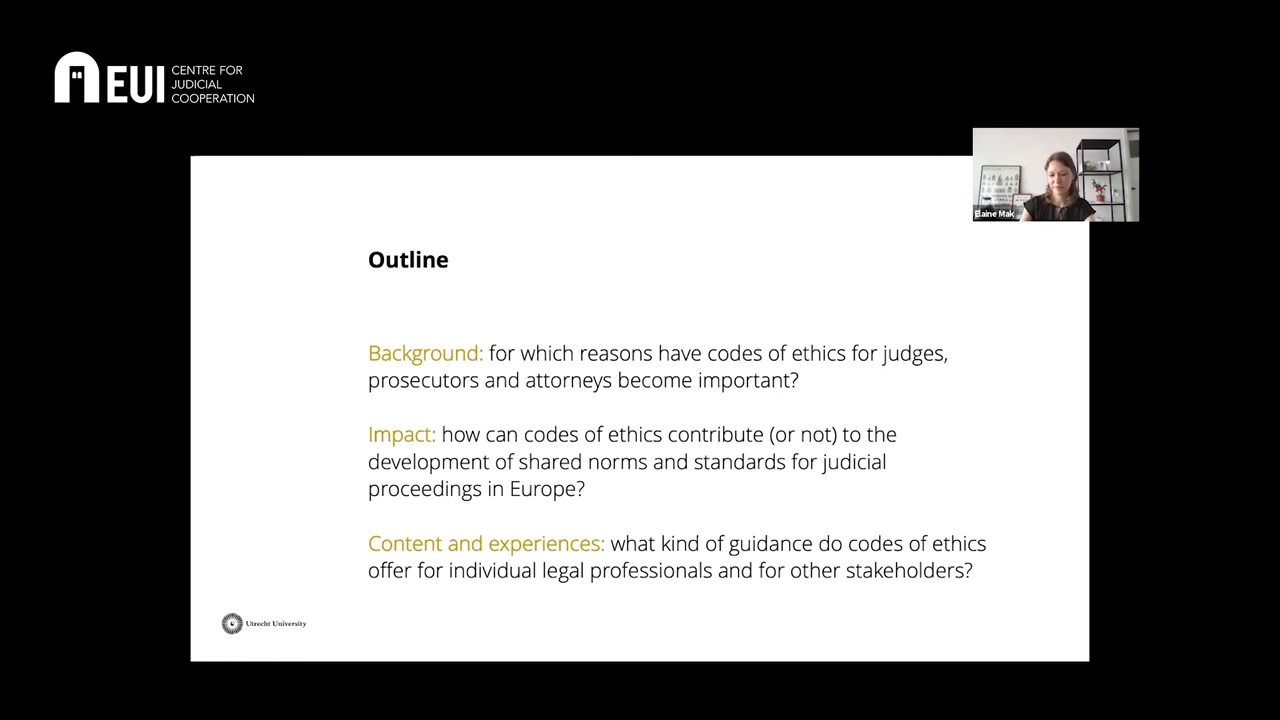 EUI
CENTRE FOR
JUDICIAL
COOPERATION
Elaine Mak
Outline
Background: for which reasons have codes of ethics for judges,
prosecutors and attorneys become important?
Impact: how can codes of ethics contribute (or not) to the
development of shared norms and standards for judicial
proceedings in Europe?
Content and experiences: what kind of guidance do codes of ethics
offer for individual legal professionals and for other stakeholders?
Utrecht University